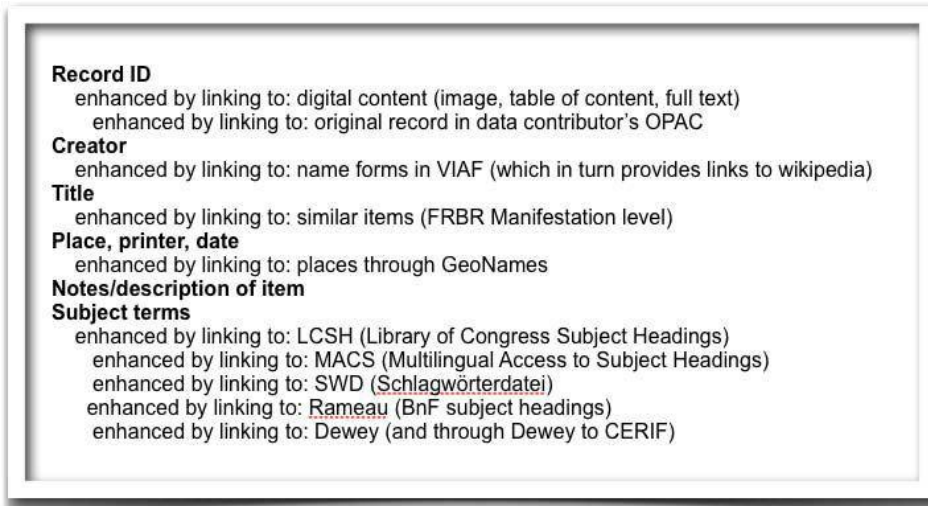 Record ID
enhanced by linking to: digital content (image, table of content, full text)
enhanced by linking to: original record in data contributor's OPAC
Creator
enhanced by linking to: name forms in VIAF (which in turn provides links to wikipedia)
Title
enhanced by linking to: similar items (FRBR Manifestation level)
Place, printer, date
enhanced by linking to: places through GeoNames
Notes/description of item
Subject terms
enhanced by linking to: LCSH (Library of Congress Subject Headings)
enhanced by linking to: MACS (Multilingual Access to Subject Headings)
enhanced by linking to: SWD (Schlagwörterdatei)
enhanced by linking to: Rameau (BnF subject headings)
enhanced by linking to: Dewey (and through Dewey to CERIF)